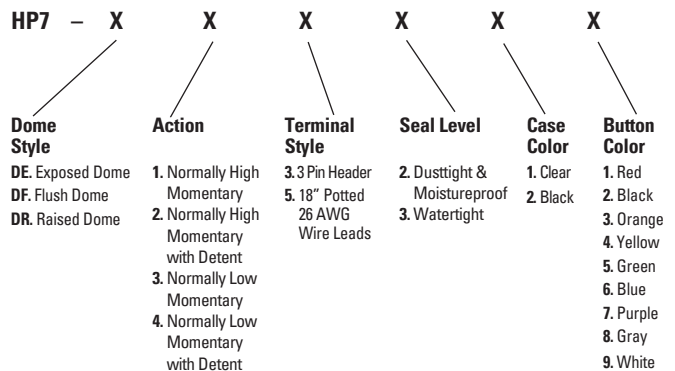 HP7 – X X X X X X
Dome
Style
DE. Exposed Dome
DF. Flush Dome
DR. Raised Dome
Action
1. Normally High
Momentary
2. Normally High
Momentary
with Detent
3. Normally Low
Momentary
4. Normally Low
Momentary
with Detent
Terminal
Style
3. 3 Pin Header
5. 18" Potted
26 AWG
Wire Leads
Seal Level
2. Dusttight &
Moistureproof
3. Watertight
Case
Color
1. Clear
2. Black
Button
Color
1. Red
2. Black
3. Orange
4. Yellow
5. Green
6. Blue
7. Purple
8. Gray
9. White